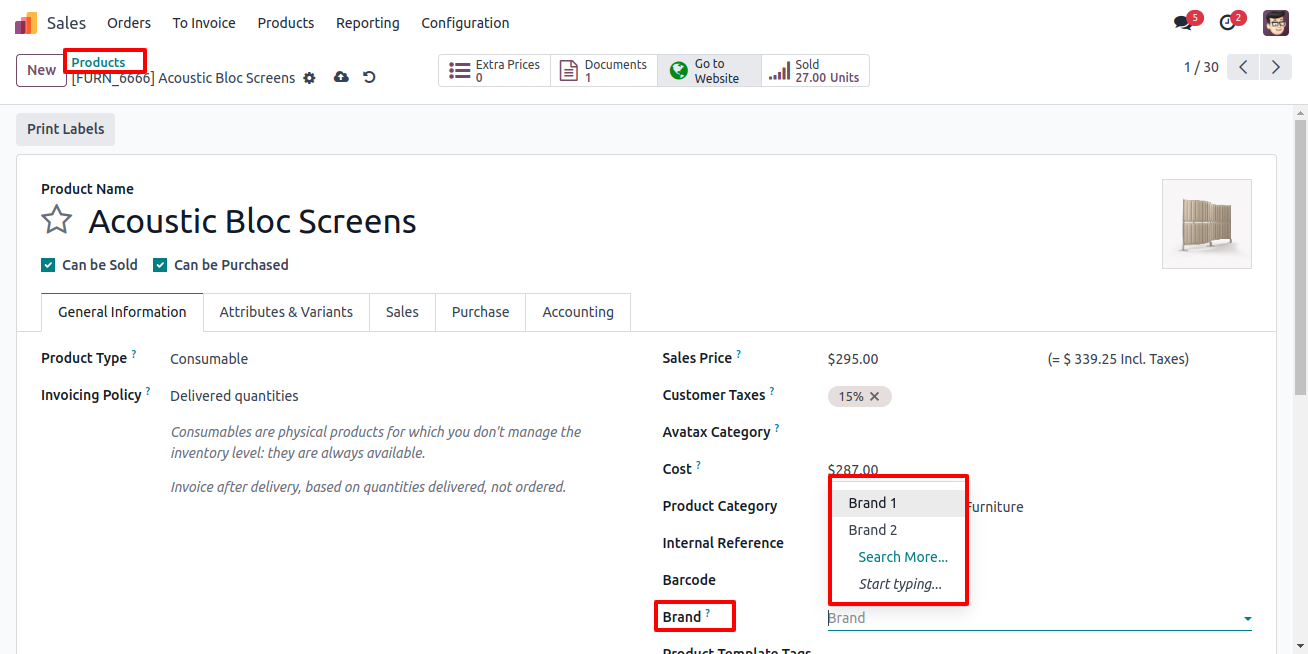 Sales Orders To Invoice Products Reporting Configuration 5 2
New Products
[FURN_6666] Acoustic Bloc Screens
Extra Prices
0
Documents
1
Go to
Website
Sold
27.00 Units
1 / 30
Print Labels
Product Name
Acoustic Bloc Screens
Can be Sold Can be Purchased
General Information Attributes & Variants Sales Purchase Accounting
Product Type ? Consumable
Invoicing Policy ? Delivered quantities
Consumables are physical products for which you don't manage the
inventory level: they are always available.
Invoice after delivery, based on quantities delivered, not ordered.
Sales Price ? $295.00 (= $ 339.25 Incl. Taxes)
Customer Taxes ? 15% ✕
Avatax Category ?
Cost ? $287.00
Product Category Furniture
Internal Reference
Barcode
Brand 1
Brand 2
Search More...
Start typing...
Brand ? Brand
Product Template Tags